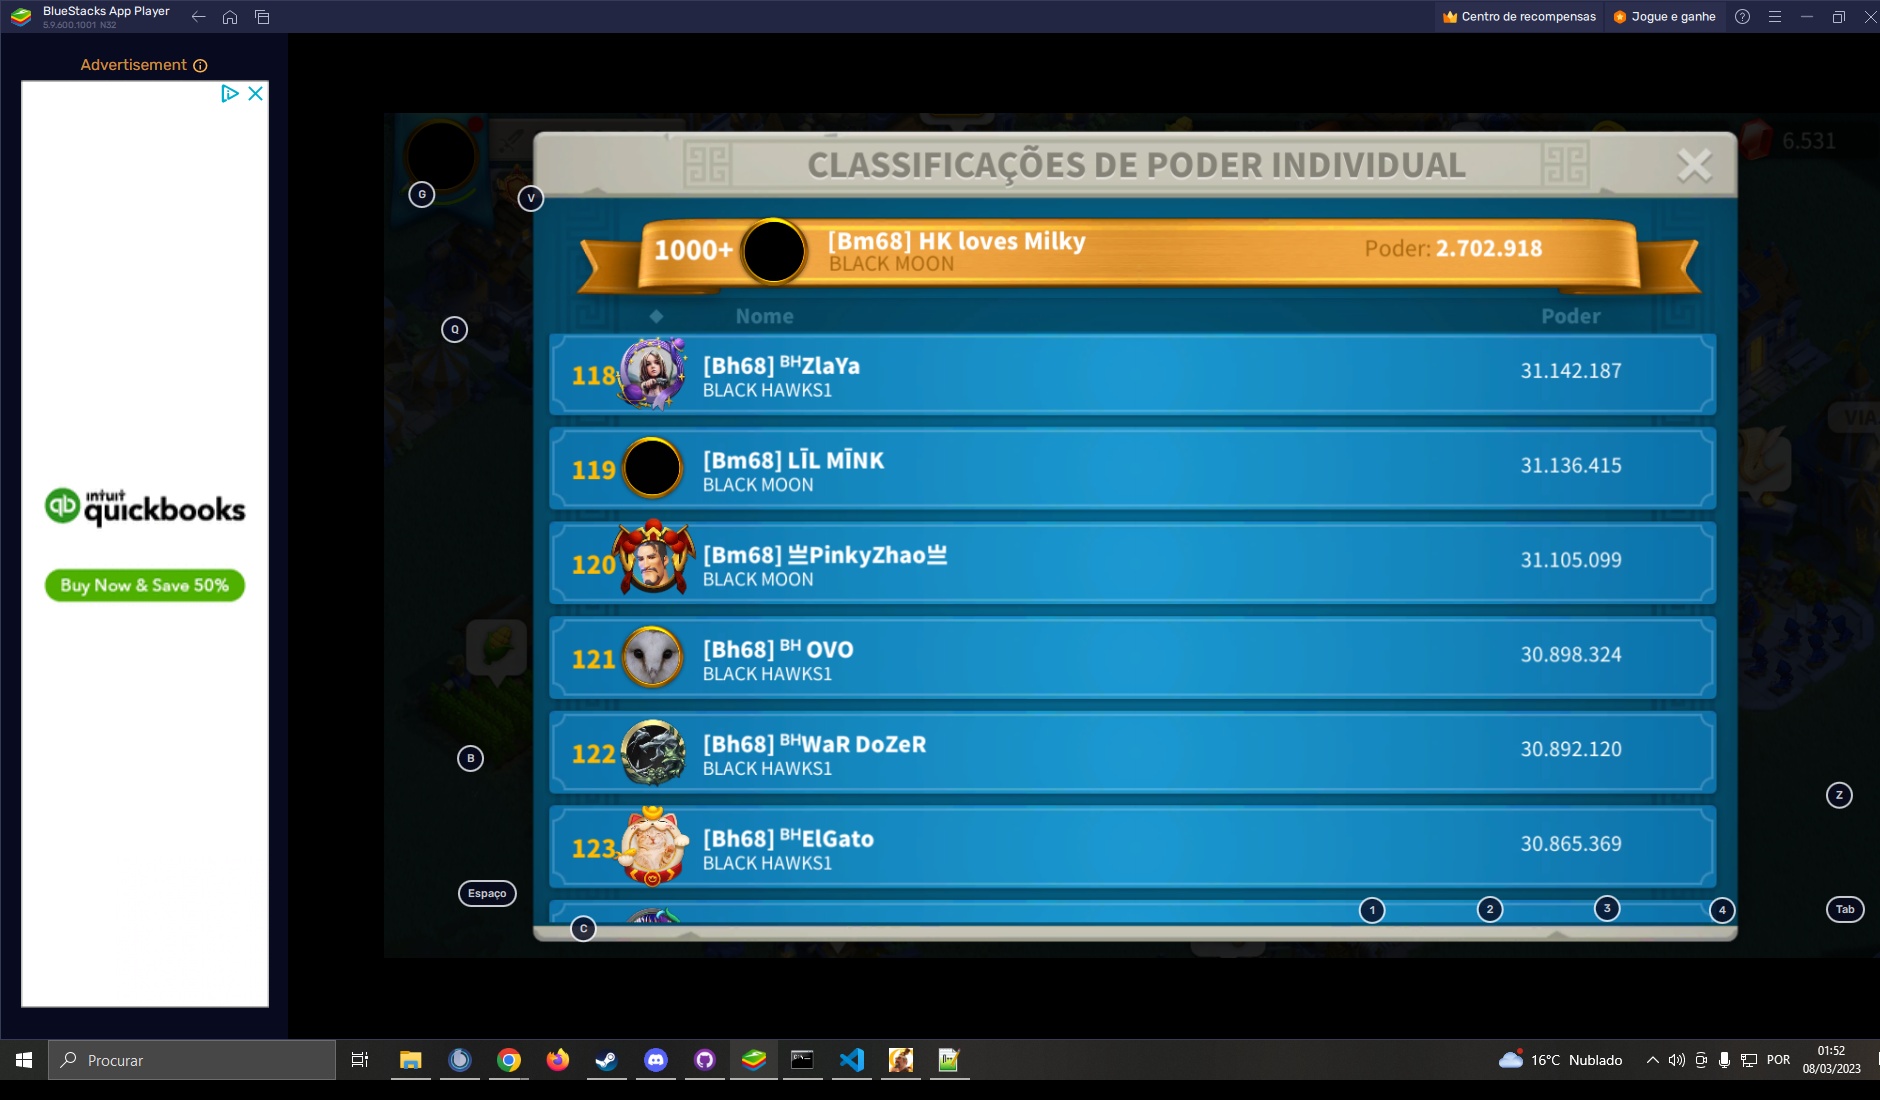 BlueStacks App Player
5.9.600.1001 N32
Centro de recompensas
Jogue e ganhe
Advertisement
6.531
CLASSIFICAÇÕES DE PODER INDIVIDUAL
G
V
1000+ [Bm68] HK loves Milky Poder: 2.702.918
BLACK MOON
Nome Poder
Q
118 [Bh68] ᴮᴴZlaYa 31.142.187
BLACK HAWKS1
VIA
119 [Bm68] LĪL MĪNK 31.136.415
BLACK MOON
intuit
quickbooks
120 [Bm68] 亗PinkyZhao亗 31.105.099
BLACK MOON
Buy Now & Save 50%
121 [Bh68] ᴮᴴ OVO 30.898.324
BLACK HAWKS1
122 [Bh68] ᴮᴴWaR DoZeR 30.892.120
BLACK HAWKS1
B
Z
123 [Bh68] ᴮᴴElGato 30.865.369
BLACK HAWKS1
Espaço
C
1
2
3
4
Tab
Procurar
16°C Nublado
POR
01:52
08/03/2023